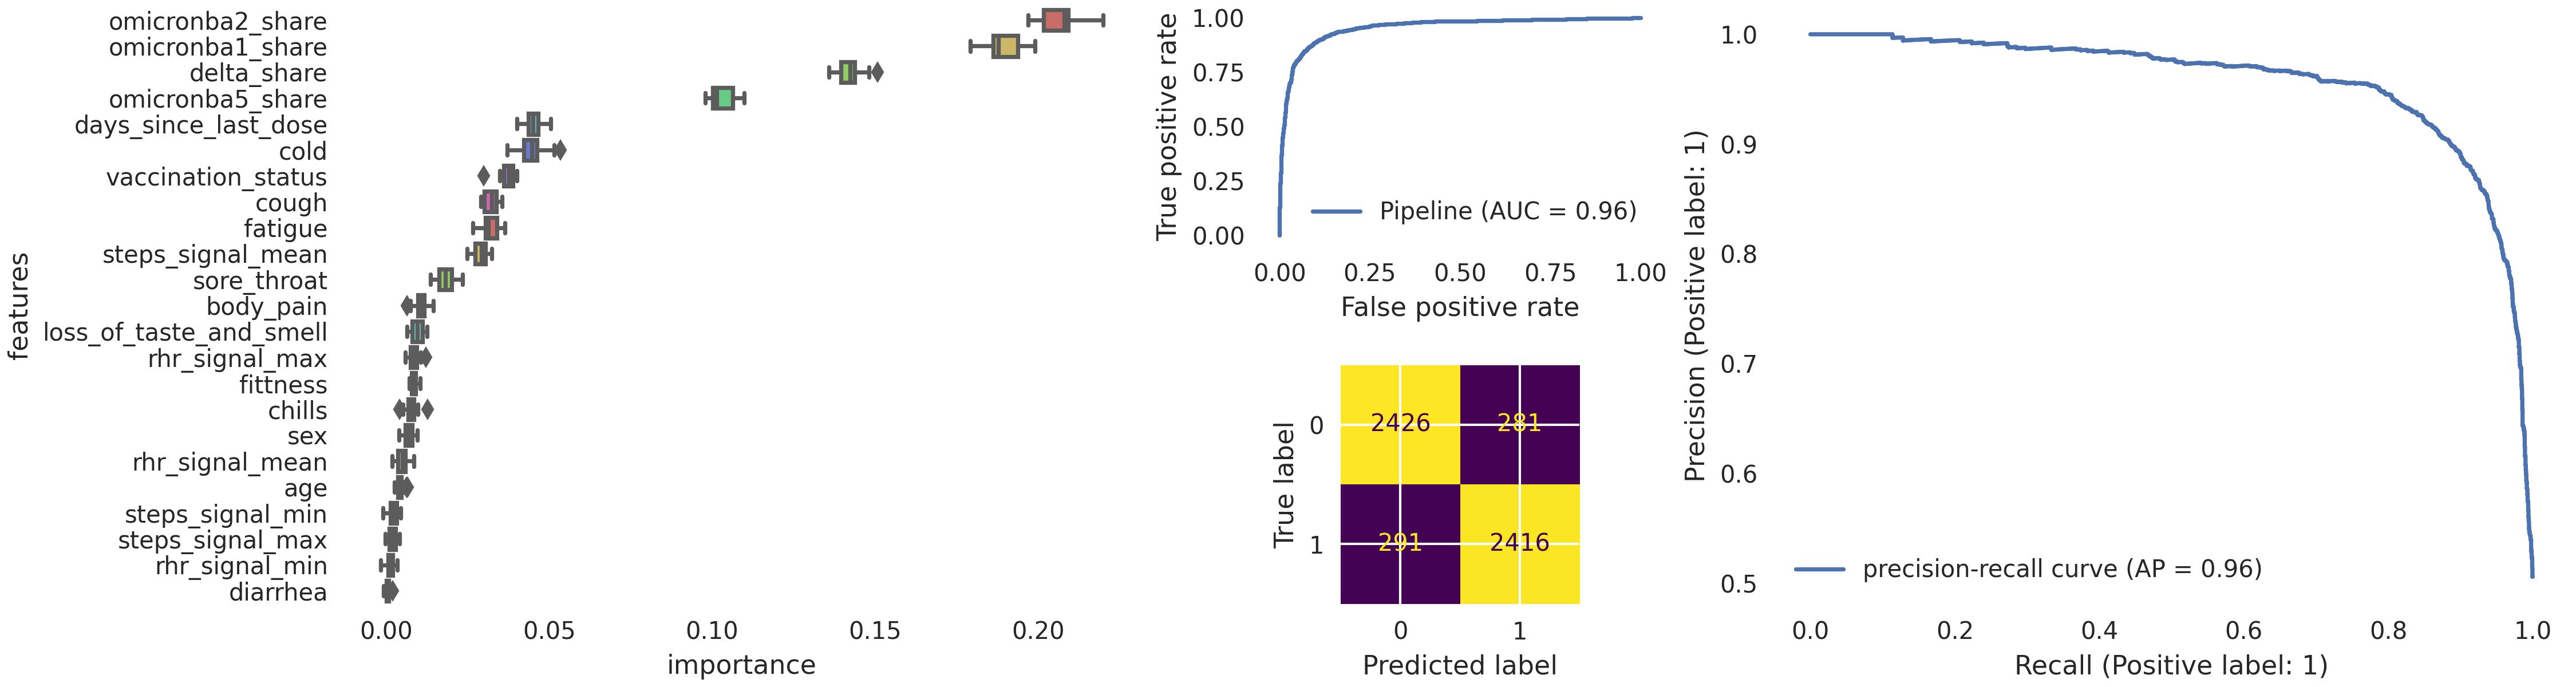 features
omicronba2_share
omicronba1_share
delta_share
omicronba5_share
days_since_last_dose
cold
vaccination_status
cough
fatigue
steps_signal_mean
sore_throat
body_pain
loss_of_taste_and_smell
rhr_signal_max
fittness
chills
sex
rhr_signal_mean
age
steps_signal_min
steps_signal_max
rhr_signal_min
diarrhea
0.00 0.05 0.10 0.15 0.20
importance
True positive rate
1.00
0.75
0.50
0.25
0.00
Pipeline (AUC = 0.96)
0.00 0.25 0.50 0.75 1.00
False positive rate
True label
0
1
2426 281
291 2416
0 1
Predicted label
Precision (Positive label: 1)
1.0
0.9
0.8
0.7
0.6
0.5
precision-recall curve (AP = 0.96)
0.0 0.2 0.4 0.6 0.8 1.0
Recall (Positive label: 1)